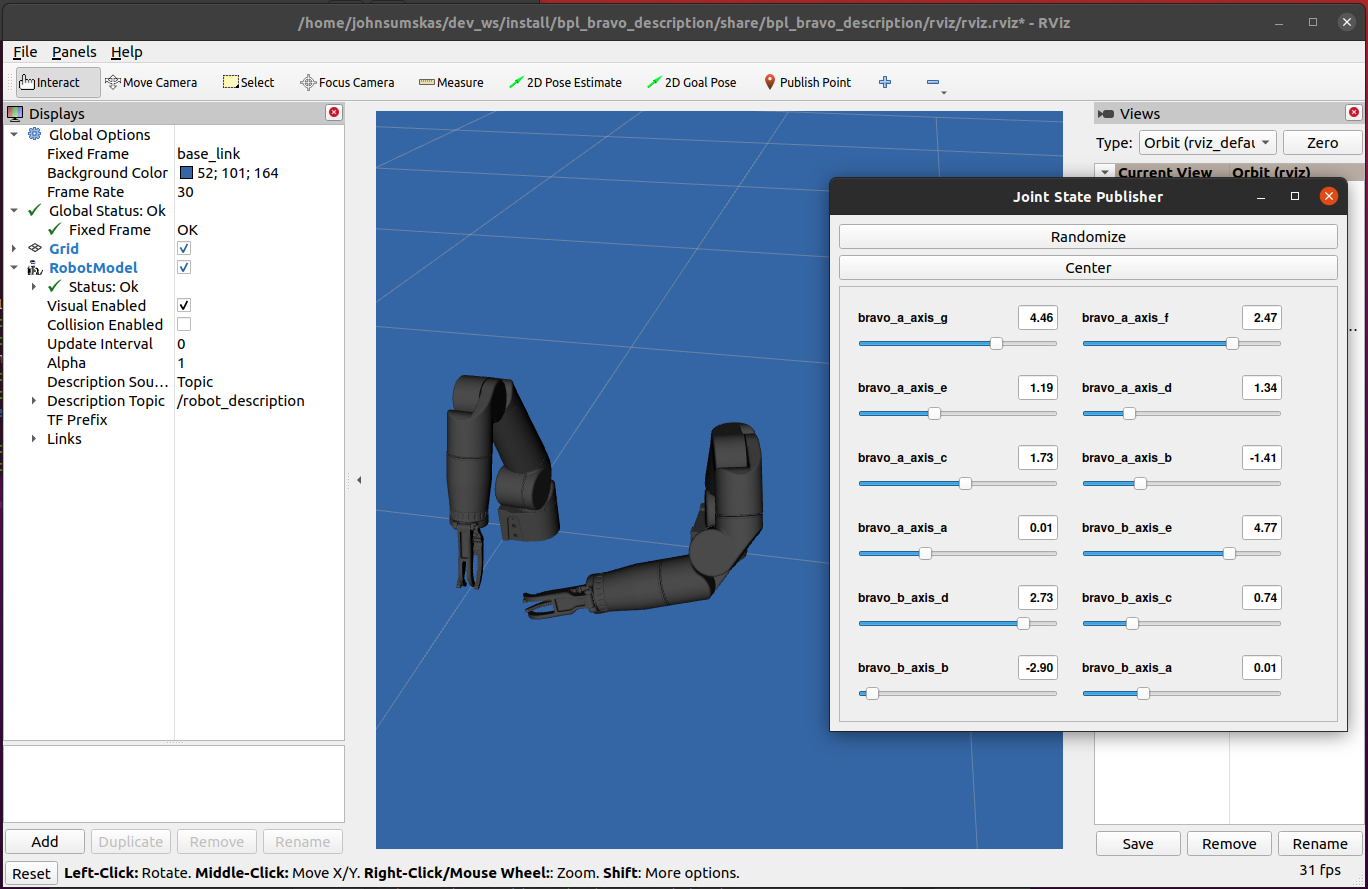 /home/johnsumskas/dev_ws/install/bpl_bravo_description/share/bpl_bravo_description/rviz/rviz.rviz* - RViz
File Panels Help
Interact Move Camera Select Focus Camera Measure 2D Pose Estimate 2D Goal Pose Publish Point
Displays
Global Options
Fixed Frame base_link
Background Color 52; 101; 164
Frame Rate 30
Global Status: Ok
Fixed Frame OK
Grid
RobotModel
Status: Ok
Visual Enabled
Collision Enabled
Update Interval 0
Alpha 1
Description Sou... Topic
Description Topic /robot_description
TF Prefix
Links
Add Duplicate Remove Rename
Views
Type: Orbit (rviz_defau Zero
Current View Orbit (rviz)
Joint State Publisher
Randomize
Center
bravo_a_axis_g 4.46 bravo_a_axis_f 2.47
bravo_a_axis_e 1.19 bravo_a_axis_d 1.34
bravo_a_axis_c 1.73 bravo_a_axis_b -1.41
bravo_a_axis_a 0.01 bravo_b_axis_e 4.77
bravo_b_axis_d 2.73 bravo_b_axis_c 0.74
bravo_b_axis_b -2.90 bravo_b_axis_a 0.01
Save Remove Rename
Reset Left-Click: Rotate. Middle-Click: Move X/Y. Right-Click/Mouse Wheel:: Zoom. Shift: More options. 31 fps